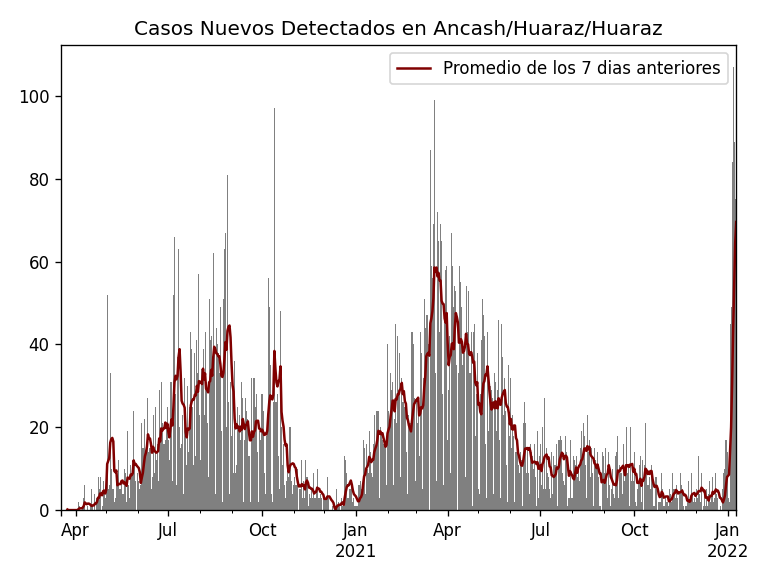 Casos Nuevos Detectados en Ancash/Huaraz/Huaraz
Promedio de los 7 dias anteriores
100
80
60
40
20
0
Apr Jul Oct Jan Apr Jul Oct Jan
2021 2022